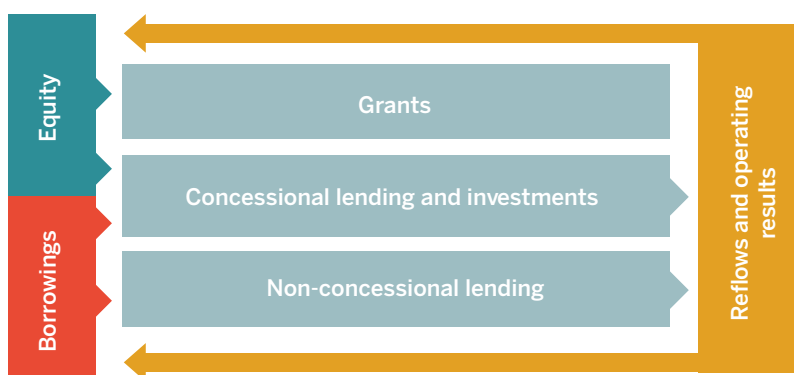 Equity
Borrowings
Grants
Concessional lending and investments
Non-concessional lending
Reflows and operating
results